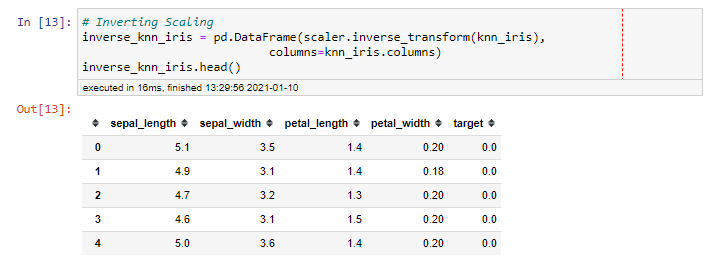 In [13]: # Inverting Scaling
inverse_knn_iris = pd.DataFrame(scaler.inverse_transform(knn_iris),
columns=knn_iris.columns)
inverse_knn_iris.head()
executed in 16ms, finished 13:29:56 2021-01-10
Out[13]:
sepal_length sepal_width petal_length petal_width target
0 5.1 3.5 1.4 0.20 0.0
1 4.9 3.1 1.4 0.18 0.0
2 4.7 3.2 1.3 0.20 0.0
3 4.6 3.1 1.5 0.20 0.0
4 5.0 3.6 1.4 0.20 0.0